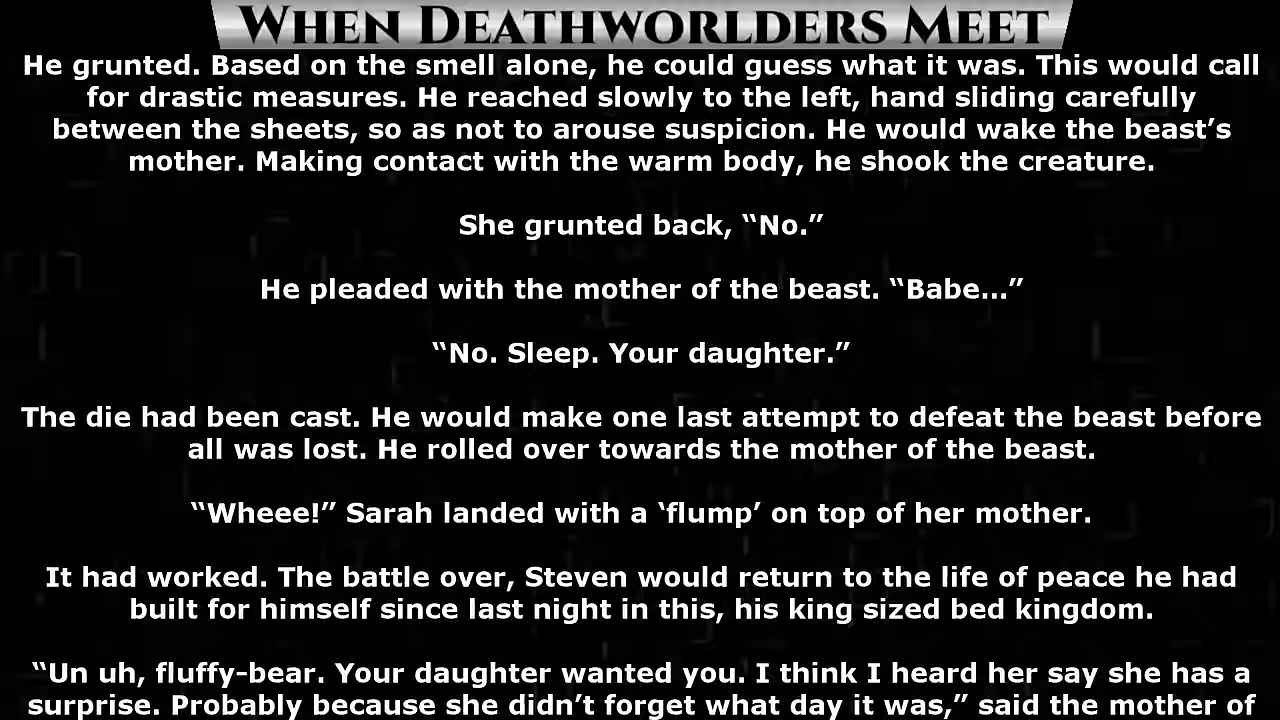 When Deathworlders Meet
He grunted. Based on the smell alone, he could guess what it was. This would call
for drastic measures. He reached slowly to the left, hand sliding carefully
between the sheets, so as not to arouse suspicion. He would wake the beast’s
mother. Making contact with the warm body, he shook the creature.
She grunted back, “No.”
He pleaded with the mother of the beast. “Babe…”
“No. Sleep. Your daughter.”
The die had been cast. He would make one last attempt to defeat the beast before
all was lost. He rolled over towards the mother of the beast.
“Wheee!” Sarah landed with a ‘flump’ on top of her mother.
It had worked. The battle over, Steven would return to the life of peace he had
built for himself since last night in this, his king sized bed kingdom.
“Un uh, fluffy-bear. Your daughter wanted you. I think I heard her say she has a
surprise. Probably because she didn’t forget what day it was,” said the mother of